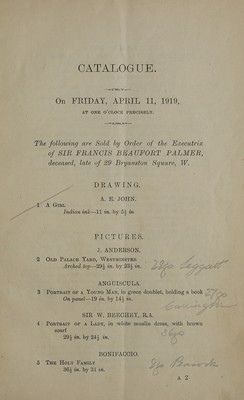 CATALOGUE.
On FRIDAY, APRIL 11, 1919,
AT ONE O'CLOCK PRECISELY.
The following are Sold by Order of the Executrix
of SIR FRANCIS BEAUFORT PALMER,
deceased, late of 29 Bryanston Square, W.
DRAWING.
A. E. JOHN.
1 A GIRL
Indian ink—11 in. by 5½ in
PICTURES.
J. ANDERSON.
2 OLD PALACE YARD, WESTMINSTER
Arched top—29½ in. by 23½ in. Leggatt
ANGUISCIOLA.
3 PORTRAIT OF A YOUNG MAN, in green doublet, holding a book
On panel—19 in. by 14½ in. Carrington
SIR W. BEECHEY, R.A.
4 PORTRAIT OF A LADY, in white muslin dress, with brown
scarf
29½ in. by 24½ in.
BONIFACCIO.
5 THE HOLY FAMILY
36½ in. by 51 in.
A 2